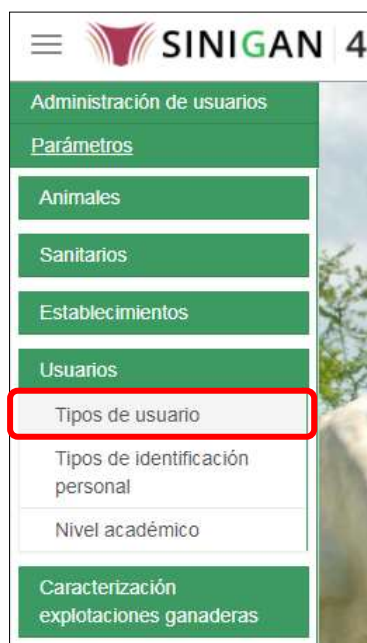 SINIGAN 4
Administración de usuarios
Parámetros
Animales
Sanitarios
Establecimientos
Usuarios
Tipos de usuario
Tipos de identificación
personal
Nivel académico
Caracterización
explotaciones ganaderas